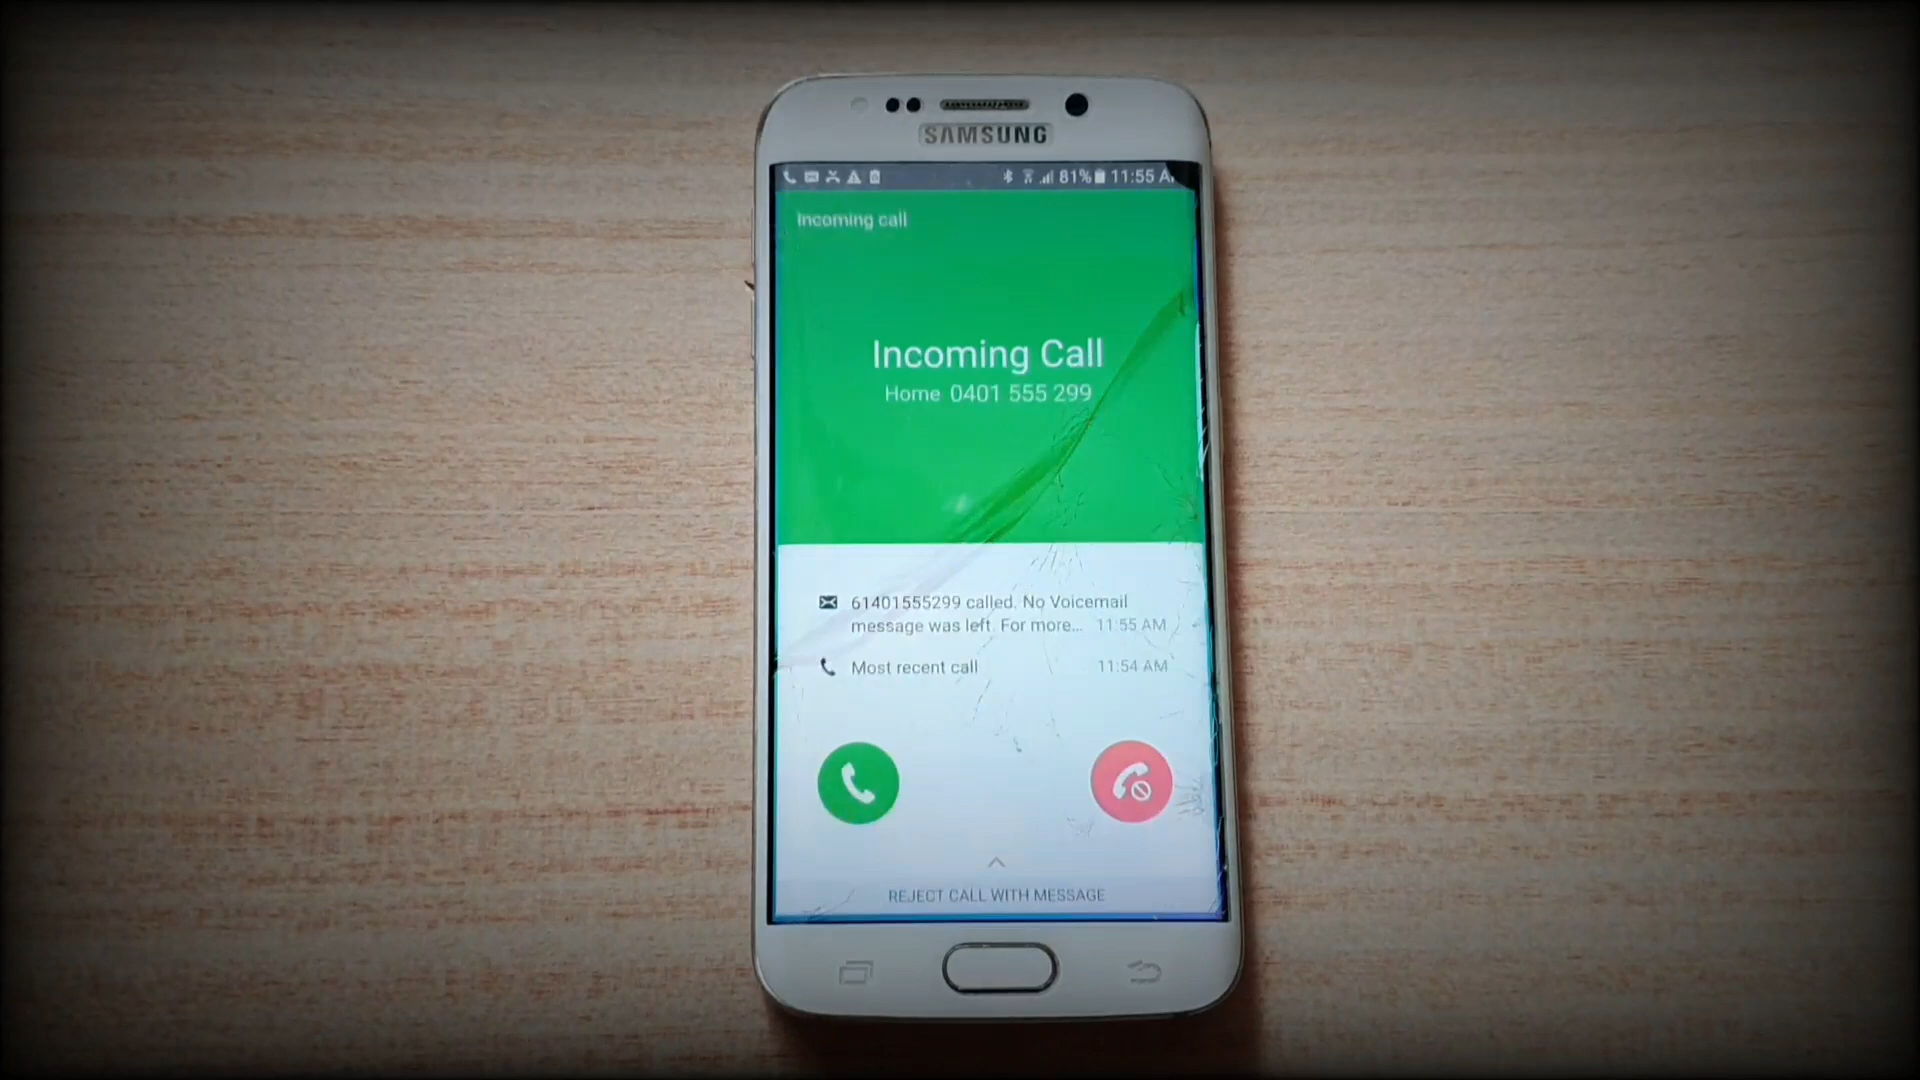 SAMSUNG
81% 11:55 A
Incoming call
Incoming Call
Home 0401 555 299
61401555299 called. No Voicemail
message was left. For more... 11:55 AM
Most recent call 11:54 AM
REJECT CALL WITH MESSAGE